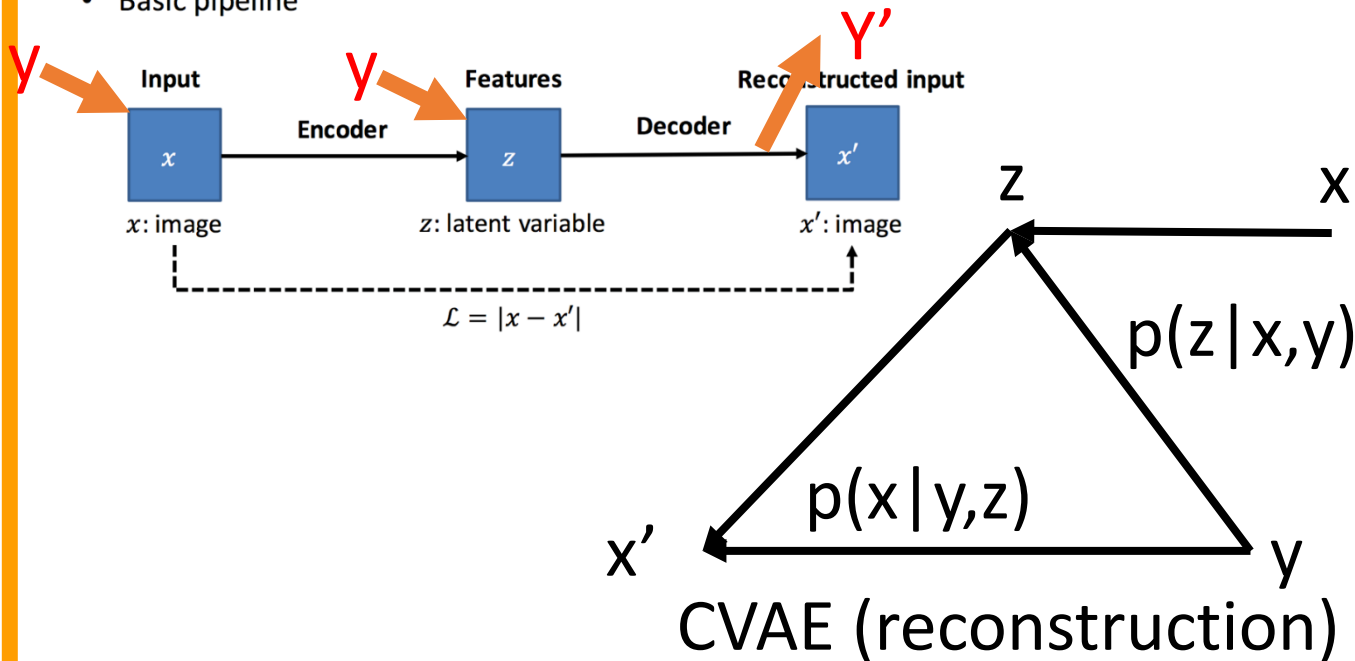 • Basic pipeline
y
y
Y’
Input
Features
Reconstructed input
Encoder
Decoder
x
z
x′
x: image
z: latent variable
x′: image
ℒ = |x − x′|
z
x
p(z|x,y)
p(x|y,z)
x’
y
CVAE (reconstruction)